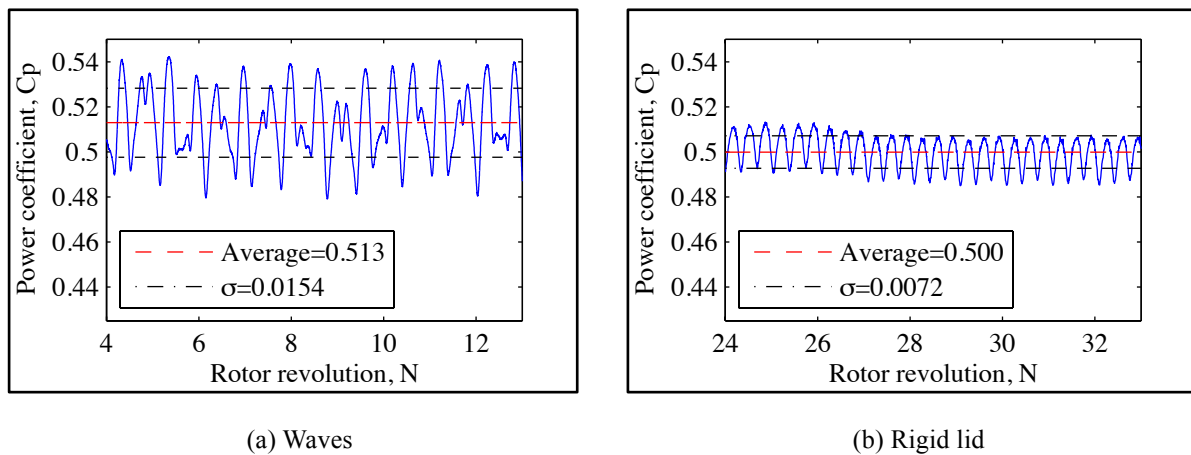 Power coefficient, Cp
0.54
0.52
0.5
0.48
0.46
0.44
Average=0.513
σ=0.0154
4 6 8 10 12
Rotor revolution, N
(a) Waves
Power coefficient, Cp
0.54
0.52
0.5
0.48
0.46
0.44
Average=0.500
σ=0.0072
24 26 28 30 32
Rotor revolution, N
(b) Rigid lid